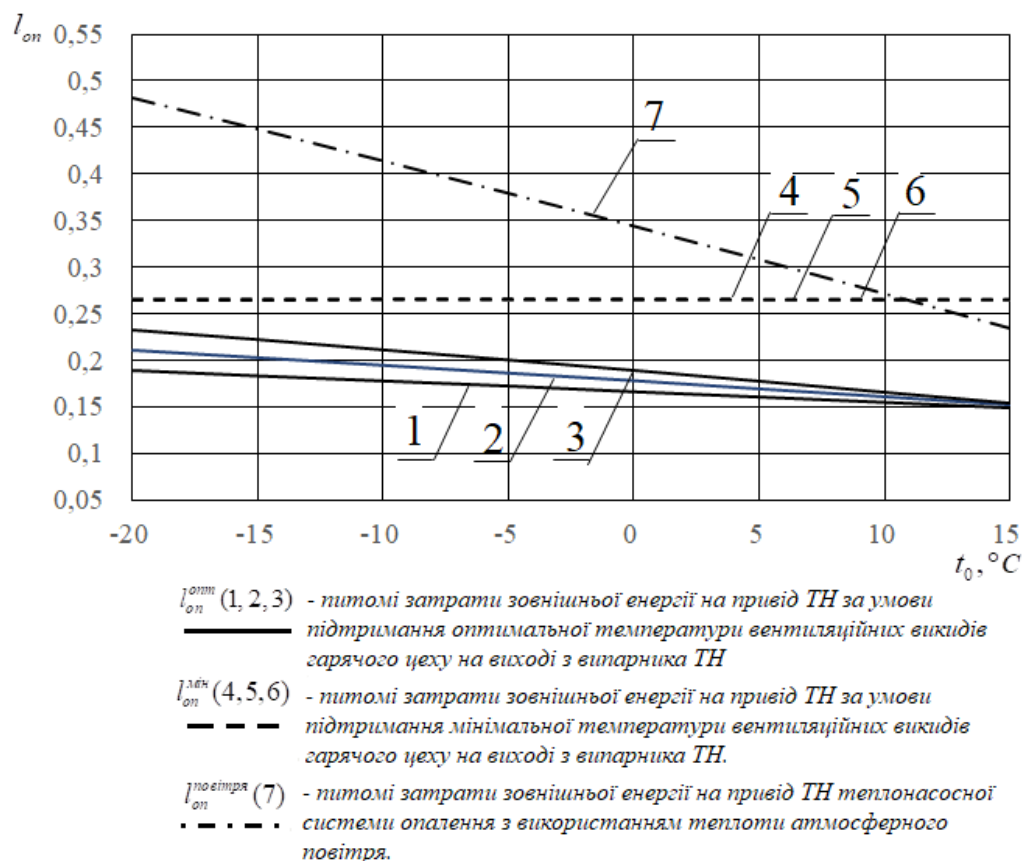 l_оп 0,55
0,5
0,45
0,4
0,35
0,3
0,25
0,2
0,15
0,1
0,05
7
4 5 6
1 2 3
-20 -15 -10 -5 0 5 10 15
t_0, °C
l_оп^опт (1, 2, 3) - питомі затрати зовнішньої енергії на привід ТН за умови
підтримання оптимальної температури вентиляційних викидів
гарячого цеху на виході з випарника ТН
l_оп^мін (4,5,6) - питомі затрати зовнішньої енергії на привід ТН за умови
підтримання мінімальної температури вентиляційних викидів
гарячого цеху на виході з випарника ТН.
l_оп^повітря (7) - питомі затрати зовнішньої енергії на привід ТН теплонасосної
системи опалення з використанням теплоти атмосферного
повітря.